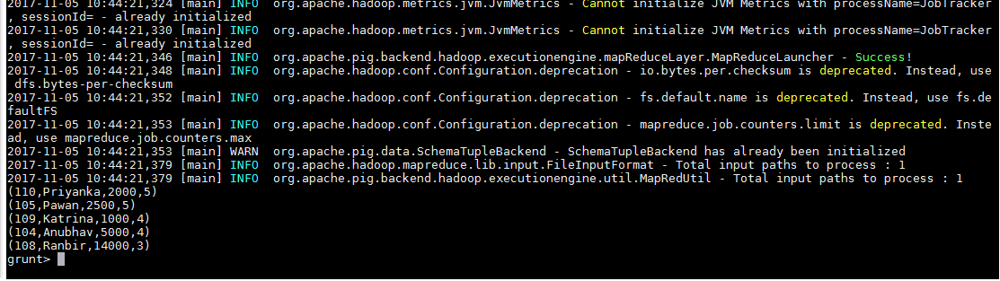 2017-11-05 10:44:21,324 [main] INFO  org.apache.hadoop.metrics.jvm.JvmMetrics - Cannot initialize JVM Metrics with processName=JobTracker
, sessionId= - already initialized
2017-11-05 10:44:21,330 [main] INFO  org.apache.hadoop.metrics.jvm.JvmMetrics - Cannot initialize JVM Metrics with processName=JobTracker
, sessionId= - already initialized
2017-11-05 10:44:21,346 [main] INFO  org.apache.pig.backend.hadoop.executionengine.mapReduceLayer.MapReduceLauncher - Success!
2017-11-05 10:44:21,348 [main] INFO  org.apache.hadoop.conf.Configuration.deprecation - io.bytes.per.checksum is deprecated. Instead, use
 dfs.bytes-per-checksum
2017-11-05 10:44:21,352 [main] INFO  org.apache.hadoop.conf.Configuration.deprecation - fs.default.name is deprecated. Instead, use fs.de
faultFS
2017-11-05 10:44:21,353 [main] INFO  org.apache.hadoop.conf.Configuration.deprecation - mapreduce.job.counters.limit is deprecated. Inste
ad, use mapreduce.job.counters.max
2017-11-05 10:44:21,353 [main] WARN  org.apache.pig.data.SchemaTupleBackend - SchemaTupleBackend has already been initialized
2017-11-05 10:44:21,379 [main] INFO  org.apache.hadoop.mapreduce.lib.input.FileInputFormat - Total input paths to process : 1
2017-11-05 10:44:21,379 [main] INFO  org.apache.pig.backend.hadoop.executionengine.util.MapRedUtil - Total input paths to process : 1
(110,Priyanka,2000,5)
(105,Pawan,2500,5)
(109,Katrina,1000,4)
(104,Anubhav,5000,4)
(108,Ranbir,14000,3)
grunt>